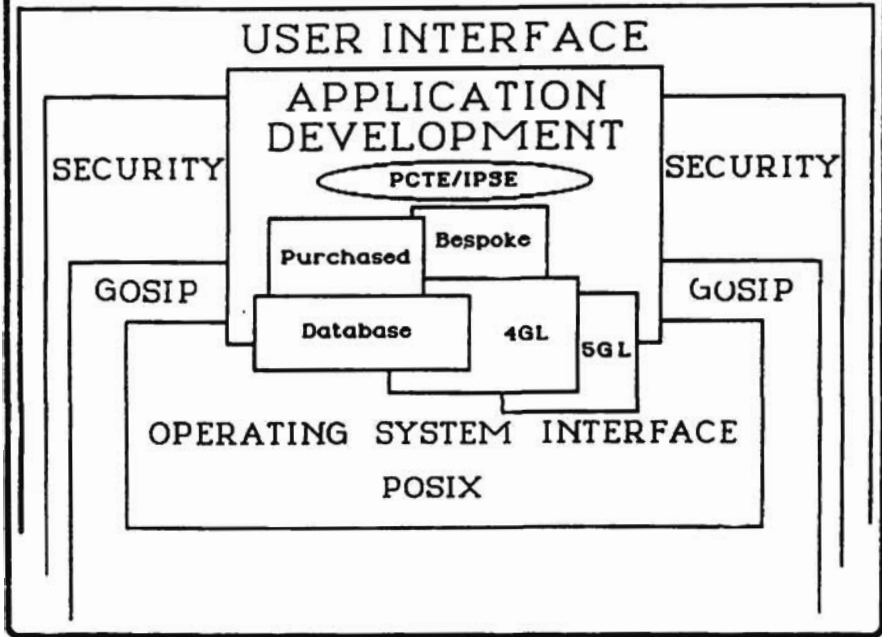 USER INTERFACE
APPLICATION
DEVELOPMENT
SECURITY
SECURITY
PCTE/IPSE
Purchased
Bespoke
GOSIP
GOSIP
Database
4GL
5GL
OPERATING SYSTEM INTERFACE
POSIX